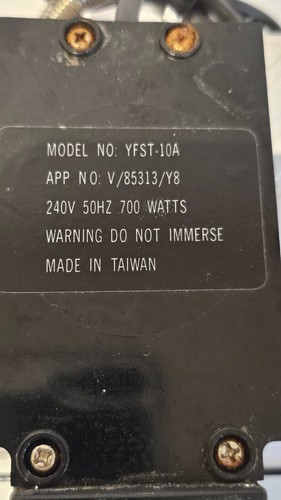 MODEL NO: YFST-10A
APP NO: V/85313/Y8
240V 50HZ 700 WATTS
WARNING DO NOT IMMERSE
MADE IN TAIWAN